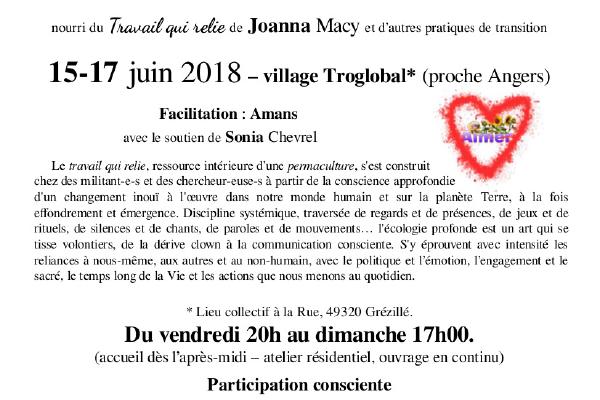 nourri du Travail qui relie de Joanna Macy et d'autres pratiques de transition
15-17 juin 2018 – village Troglobal* (proche Angers)
Facilitation : Amans
avec le soutien de Sonia Chevrel
Aimer
Le travail qui relie, ressource intérieure d'une permaculture, s'est construit
chez des militant-e-s et des chercheur-euse-s à partir de la conscience approfondie
d'un changement inouï à l'œuvre dans notre monde humain et sur la planète Terre, à la fois
effondrement et émergence. Discipline systémique, traversée de regards et de présences, de jeux et de
rituels, de silences et de chants, de paroles et de mouvements… l'écologie profonde est un art qui se
tisse volontiers, de la dérive clown à la communication consciente. S'y éprouvent avec intensité les
reliances à nous-même, aux autres et au non-humain, avec le politique et l'émotion, l'engagement et le
sacré, le temps long de la Vie et les actions que nous menons au quotidien.
* Lieu collectif à la Rue, 49320 Grézillé.
Du vendredi 20h au dimanche 17h00.
(accueil dès l'après-midi – atelier résidentiel, ouvrage en continu)
Participation consciente